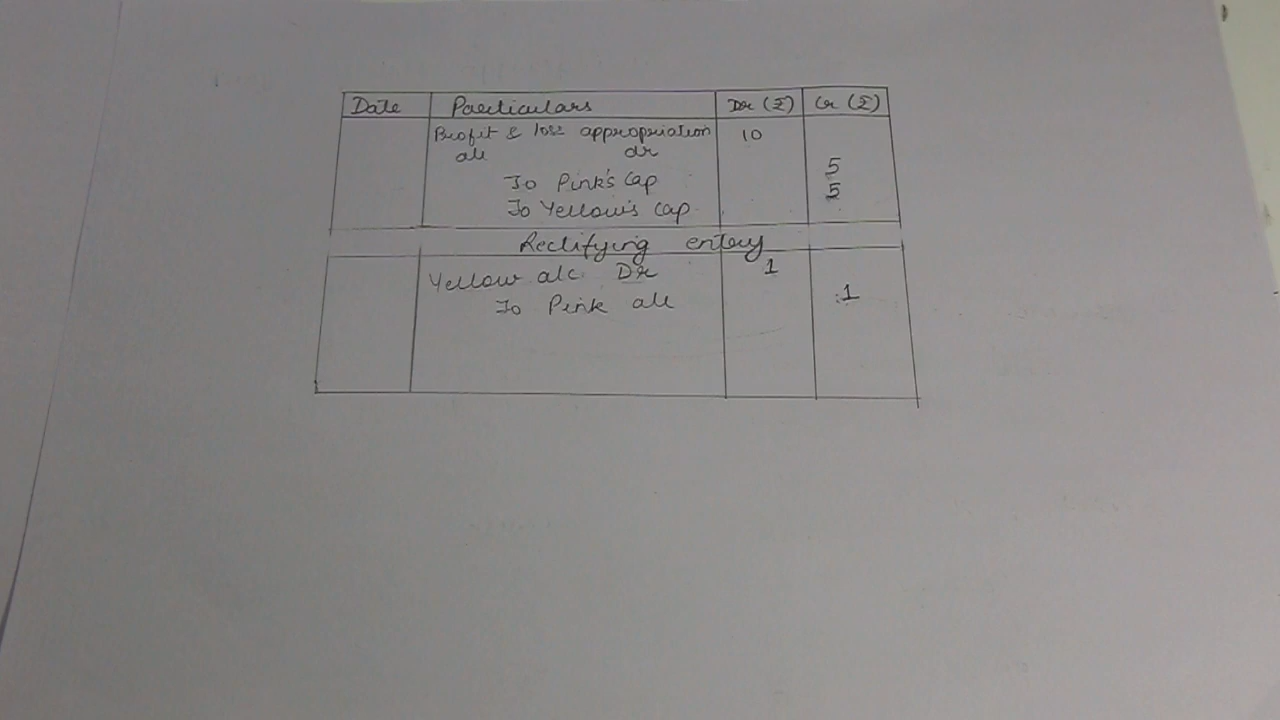 Date Particulars Dr (₹) Cr (₹)
Profit & loss appropriation 10
a/c dr
To Pink's Cap 5
To Yellow's Cap 5
Rectifying entry
Yellow a/c Dr 1
To Pink a/c 1